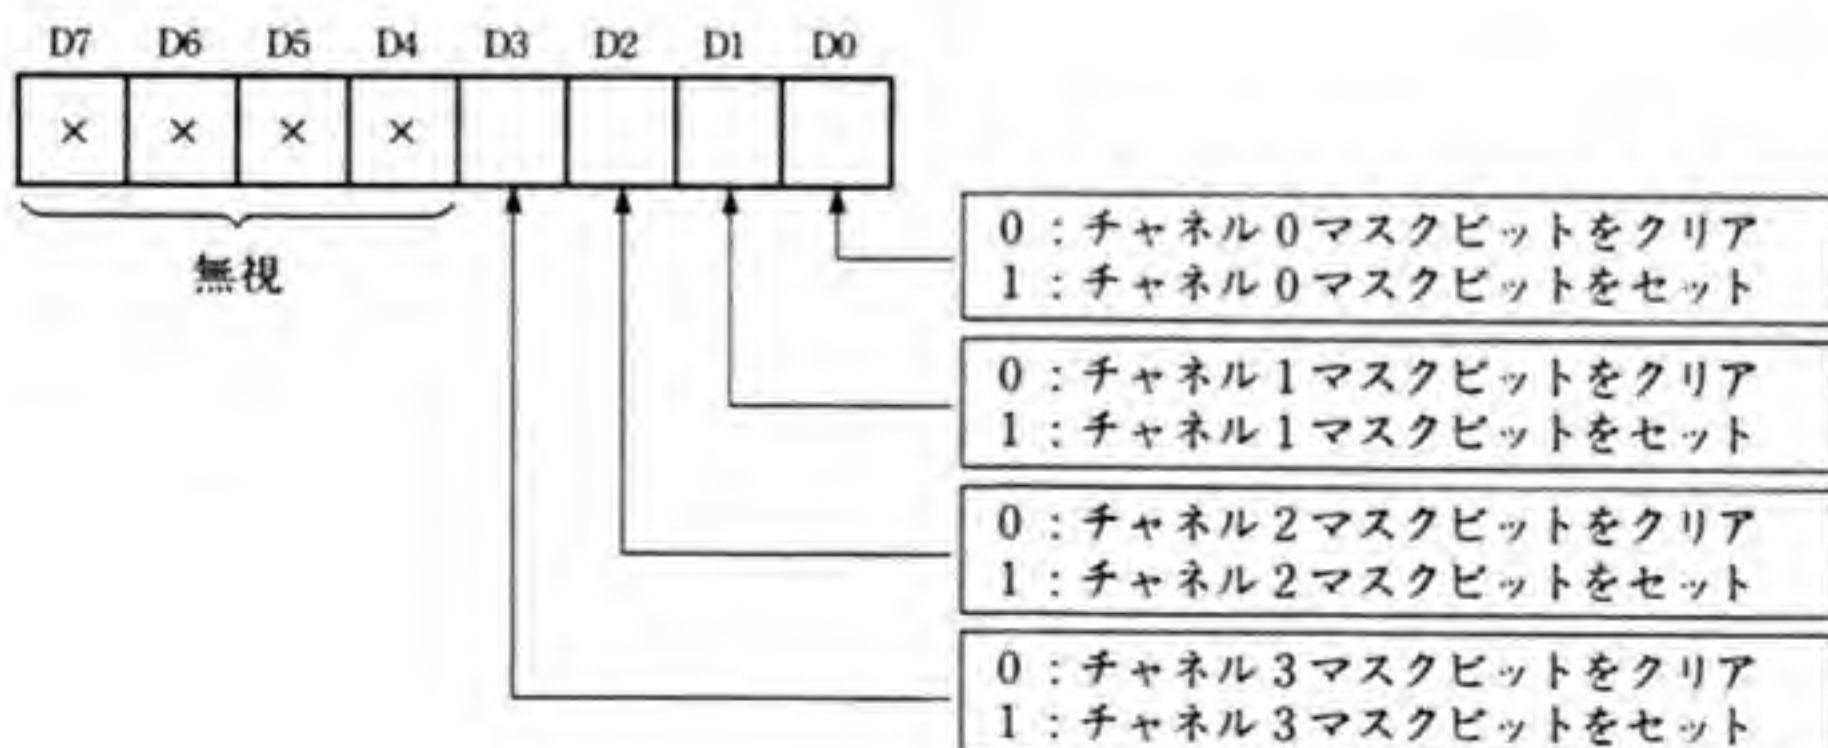 D7 D6 D5 D4 D3 D2 D1 D0
× × × ×
無視
0：チャネル0マスクビットをクリア
1：チャネル0マスクビットをセット
0：チャネル1マスクビットをクリア
1：チャネル1マスクビットをセット
0：チャネル2マスクビットをクリア
1：チャネル2マスクビットをセット
0：チャネル3マスクビットをクリア
1：チャネル3マスクビットをセット